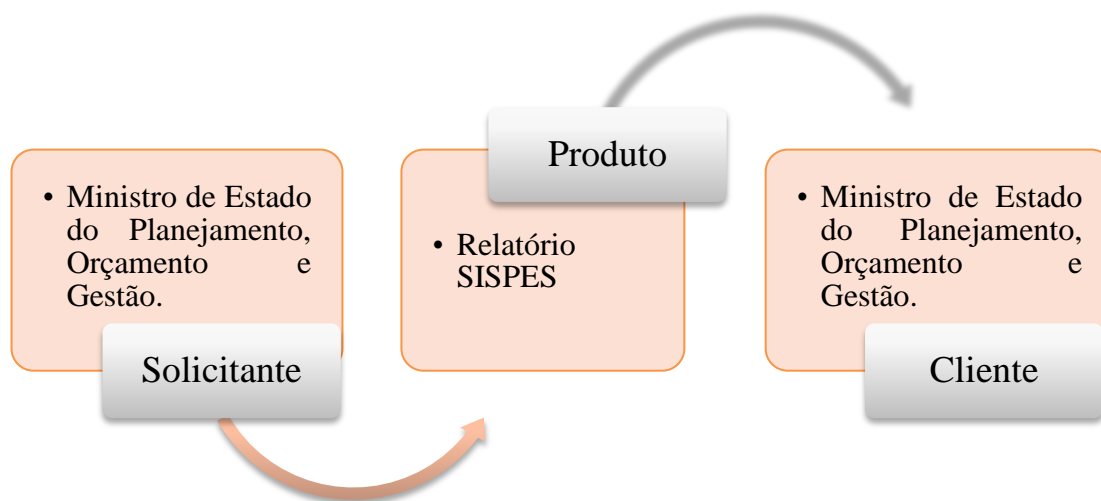 • Ministro de Estado
do Planejamento,
Orçamento e
Gestão.
Solicitante
Produto
• Relatório
SISPES
• Ministro de Estado
do Planejamento,
Orçamento e
Gestão.
Cliente